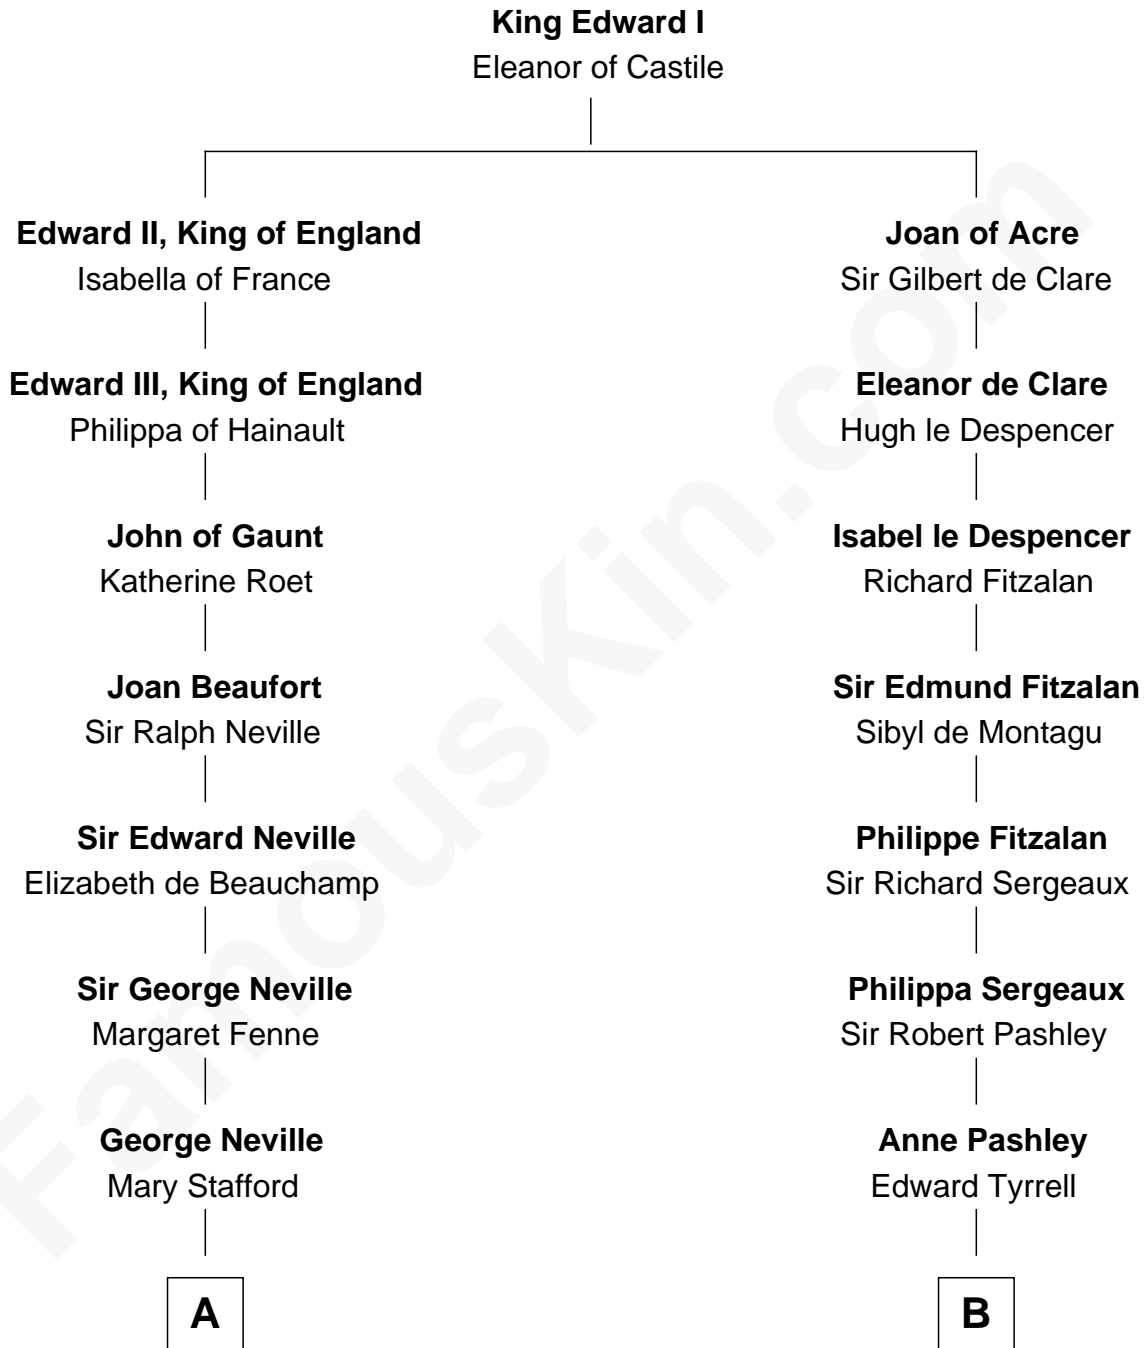 King Edward I
Eleanor of Castile
Edward II, King of England
Isabella of France
Joan of Acre
Sir Gilbert de Clare
Edward III, King of England
Philippa of Hainault
Eleanor de Clare
Hugh le Despencer
John of Gaunt
Katherine Roet
Isabel le Despencer
Richard Fitzalan
Joan Beaufort
Sir Ralph Neville
Sir Edmund Fitzalan
Sibyl de Montagu
Sir Edward Neville
Elizabeth de Beauchamp
Philippe Fitzalan
Sir Richard Sergeaux
Sir George Neville
Margaret Fenne
Philippa Sergeaux
Sir Robert Pashley
George Neville
Mary Stafford
Anne Pashley
Edward Tyrrell
A
B
FamousKin.com